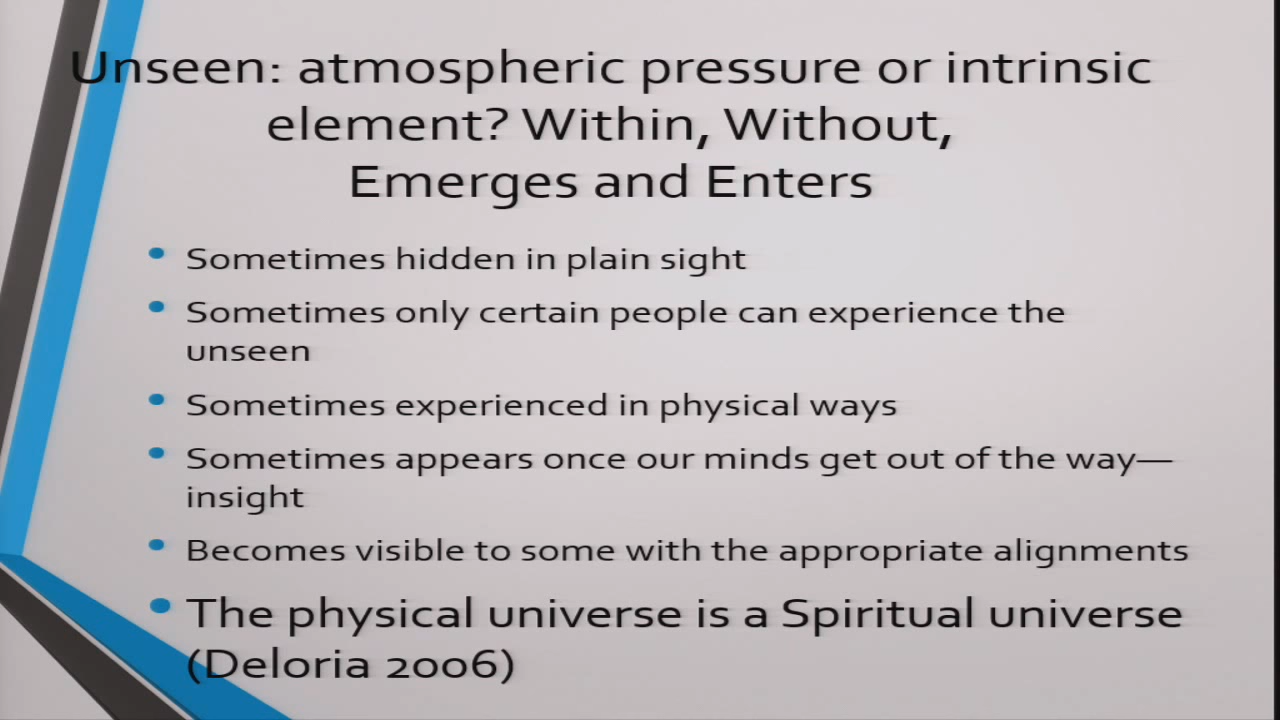 Unseen: atmospheric pressure or intrinsic
element? Within, Without,
Emerges and Enters
• Sometimes hidden in plain sight
• Sometimes only certain people can experience the
unseen
• Sometimes experienced in physical ways
• Sometimes appears once our minds get out of the way—
insight
• Becomes visible to some with the appropriate alignments
• The physical universe is a Spiritual universe
(Deloria 2006)